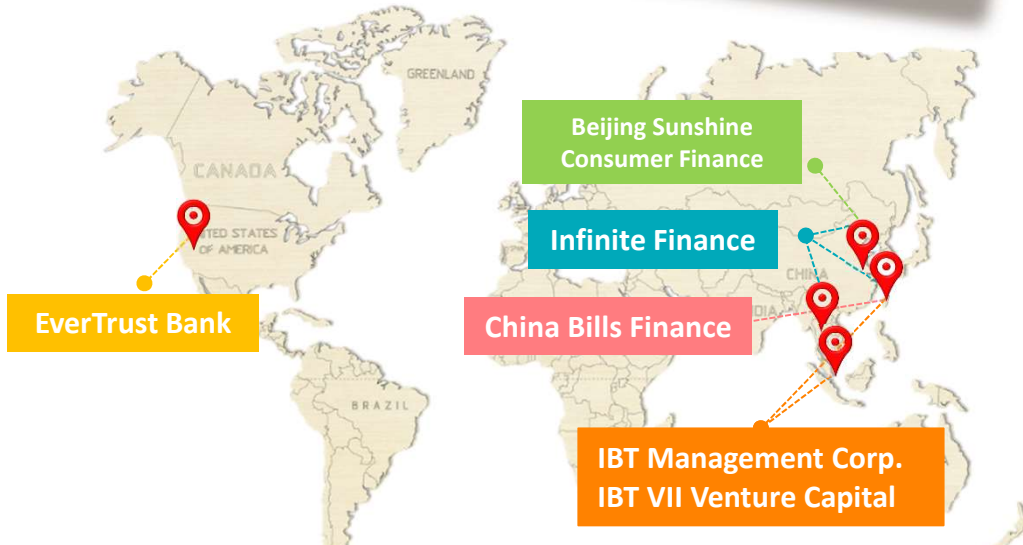 GREENLAND
CANADA
UNITED STATES
OF AMERICA
BRAZIL
CHINA
Beijing Sunshine
Consumer Finance
Infinite Finance
EverTrust Bank
China Bills Finance
IBT Management Corp.
IBT VII Venture Capital